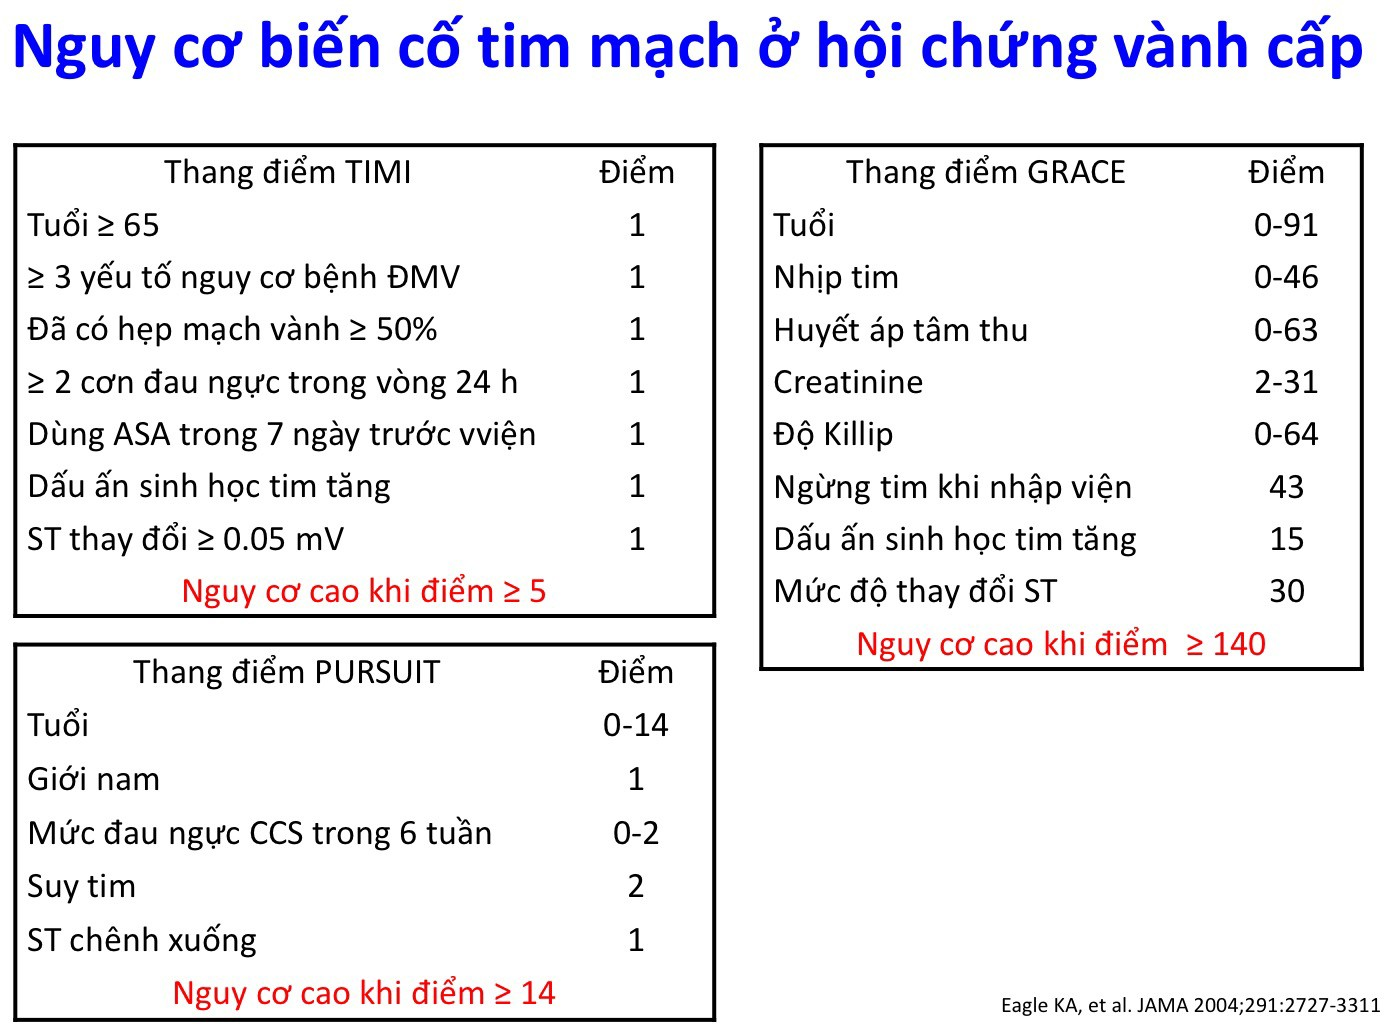 Nguy cơ biến cố tim mạch ở hội chứng vành cấp
Thang điểm TIMI Điểm
Tuổi ≥ 65 1
≥ 3 yếu tố nguy cơ bệnh ĐMV 1
Đã có hẹp mạch vành ≥ 50% 1
≥ 2 cơn đau ngực trong vòng 24 h 1
Dùng ASA trong 7 ngày trước vviện 1
Dấu ấn sinh học tim tăng 1
ST thay đổi ≥ 0.05 mV 1
Nguy cơ cao khi điểm ≥ 5
Thang điểm PURSUIT Điểm
Tuổi 0-14
Giới nam 1
Mức đau ngực CCS trong 6 tuần 0-2
Suy tim 2
ST chênh xuống 1
Nguy cơ cao khi điểm ≥ 14
Thang điểm GRACE Điểm
Tuổi 0-91
Nhịp tim 0-46
Huyết áp tâm thu 0-63
Creatinine 2-31
Độ Killip 0-64
Ngừng tim khi nhập viện 43
Dấu ấn sinh học tim tăng 15
Mức độ thay đổi ST 30
Nguy cơ cao khi điểm ≥ 140
Eagle KA, et al. JAMA 2004;291:2727-3311